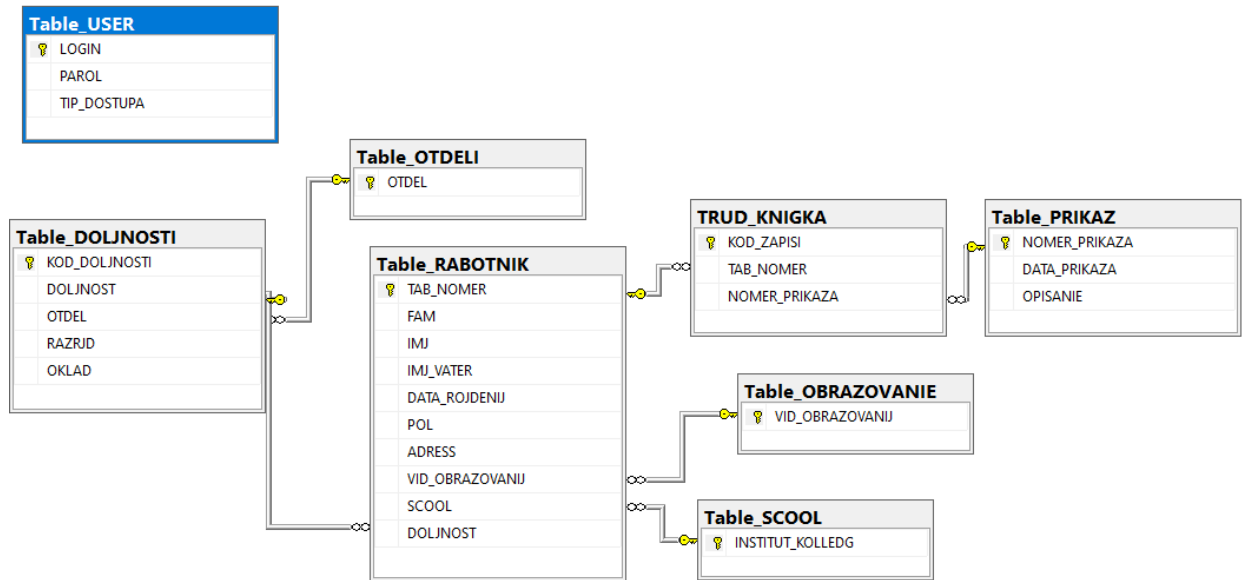 Table_USER
LOGIN
PAROL
TIP_DOSTUPA
Table_OTDELI
OTDEL
Table_DOLJNOSTI
KOD_DOLJNOSTI
DOLJNOST
OTDEL
RAZRJD
OKLAD
Table_RABOTNIK
TAB_NOMER
FAM
IMJ
IMJ_VATER
DATA_ROJDENIJ
POL
ADRESS
VID_OBRAZOVANIJ
SCOOL
DOLJNOST
TRUD_KNIGKA
KOD_ZAPISI
TAB_NOMER
NOMER_PRIKAZA
Table_PRIKAZ
NOMER_PRIKAZA
DATA_PRIKAZA
OPISANIE
Table_OBRAZOVANIE
VID_OBRAZOVANIJ
Table_SCOOL
INSTITUT_KOLLEDG